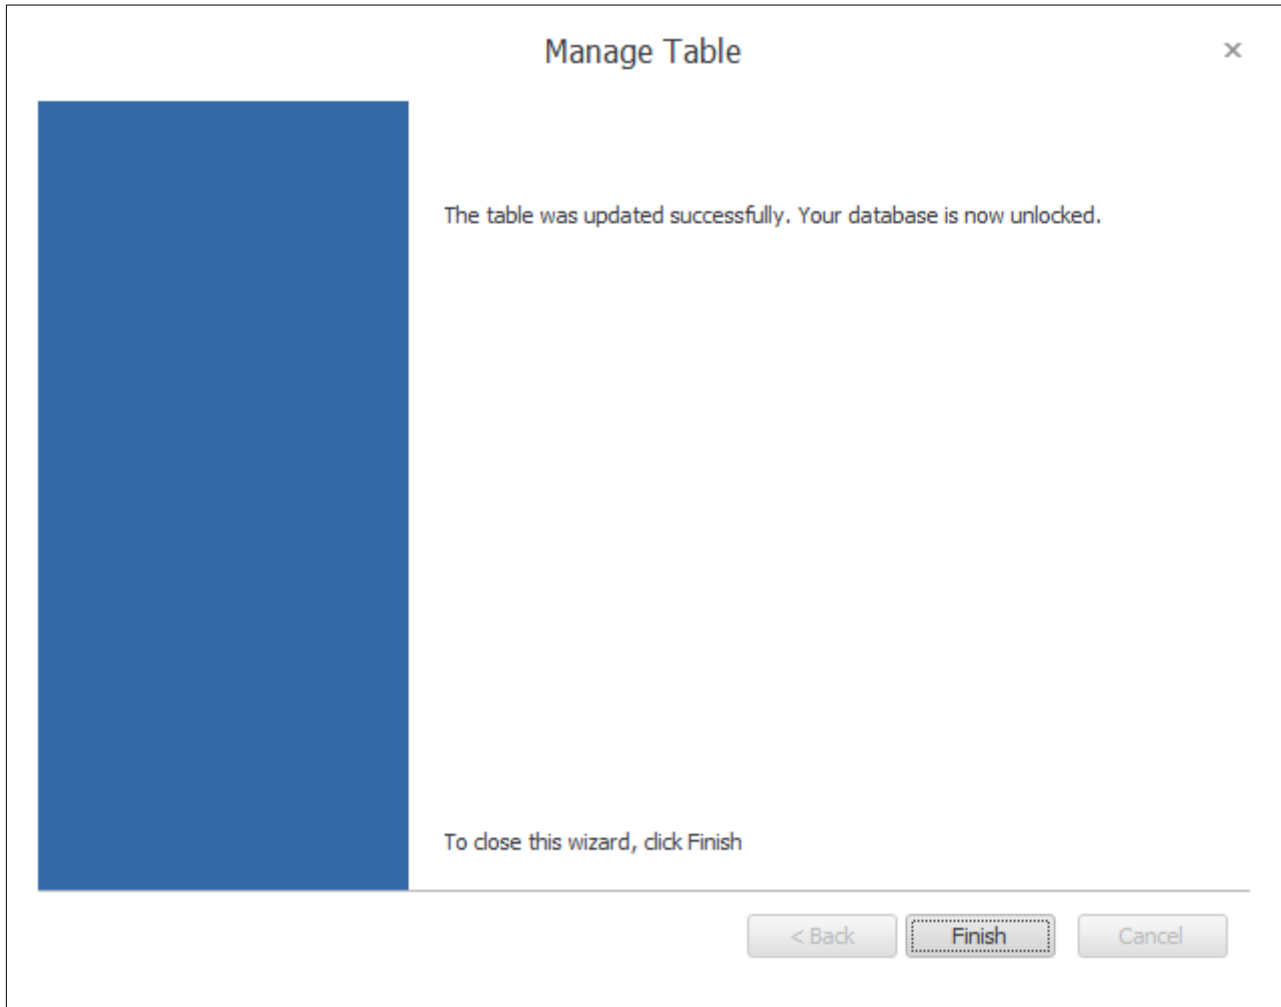 Manage Table
×
The table was updated successfully. Your database is now unlocked.
To close this wizard, click Finish
< Back Finish Cancel